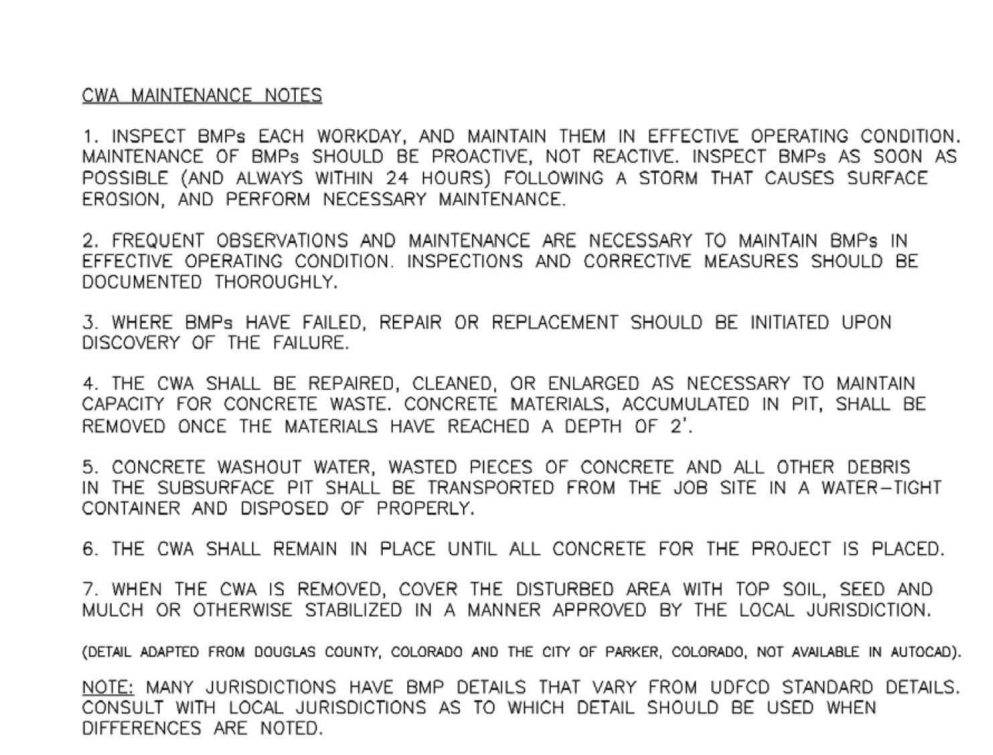 CWA MAINTENANCE NOTES
1. INSPECT BMPs EACH WORKDAY, AND MAINTAIN THEM IN EFFECTIVE OPERATING CONDITION.
MAINTENANCE OF BMPs SHOULD BE PROACTIVE, NOT REACTIVE. INSPECT BMPs AS SOON AS
POSSIBLE (AND ALWAYS WITHIN 24 HOURS) FOLLOWING A STORM THAT CAUSES SURFACE
EROSION, AND PERFORM NECESSARY MAINTENANCE.
2. FREQUENT OBSERVATIONS AND MAINTENANCE ARE NECESSARY TO MAINTAIN BMPs IN
EFFECTIVE OPERATING CONDITION. INSPECTIONS AND CORRECTIVE MEASURES SHOULD BE
DOCUMENTED THOROUGHLY.
3. WHERE BMPs HAVE FAILED, REPAIR OR REPLACEMENT SHOULD BE INITIATED UPON
DISCOVERY OF THE FAILURE.
4. THE CWA SHALL BE REPAIRED, CLEANED, OR ENLARGED AS NECESSARY TO MAINTAIN
CAPACITY FOR CONCRETE WASTE. CONCRETE MATERIALS, ACCUMULATED IN PIT, SHALL BE
REMOVED ONCE THE MATERIALS HAVE REACHED A DEPTH OF 2'.
5. CONCRETE WASHOUT WATER, WASTED PIECES OF CONCRETE AND ALL OTHER DEBRIS
IN THE SUBSURFACE PIT SHALL BE TRANSPORTED FROM THE JOB SITE IN A WATER-TIGHT
CONTAINER AND DISPOSED OF PROPERLY.
6. THE CWA SHALL REMAIN IN PLACE UNTIL ALL CONCRETE FOR THE PROJECT IS PLACED.
7. WHEN THE CWA IS REMOVED, COVER THE DISTURBED AREA WITH TOP SOIL, SEED AND
MULCH OR OTHERWISE STABILIZED IN A MANNER APPROVED BY THE LOCAL JURISDICTION.
(DETAIL ADAPTED FROM DOUGLAS COUNTY, COLORADO AND THE CITY OF PARKER, COLORADO, NOT AVAILABLE IN AUTOCAD).
NOTE: MANY JURISDICTIONS HAVE BMP DETAILS THAT VARY FROM UDFCD STANDARD DETAILS.
CONSULT WITH LOCAL JURISDICTIONS AS TO WHICH DETAIL SHOULD BE USED WHEN
DIFFERENCES ARE NOTED.